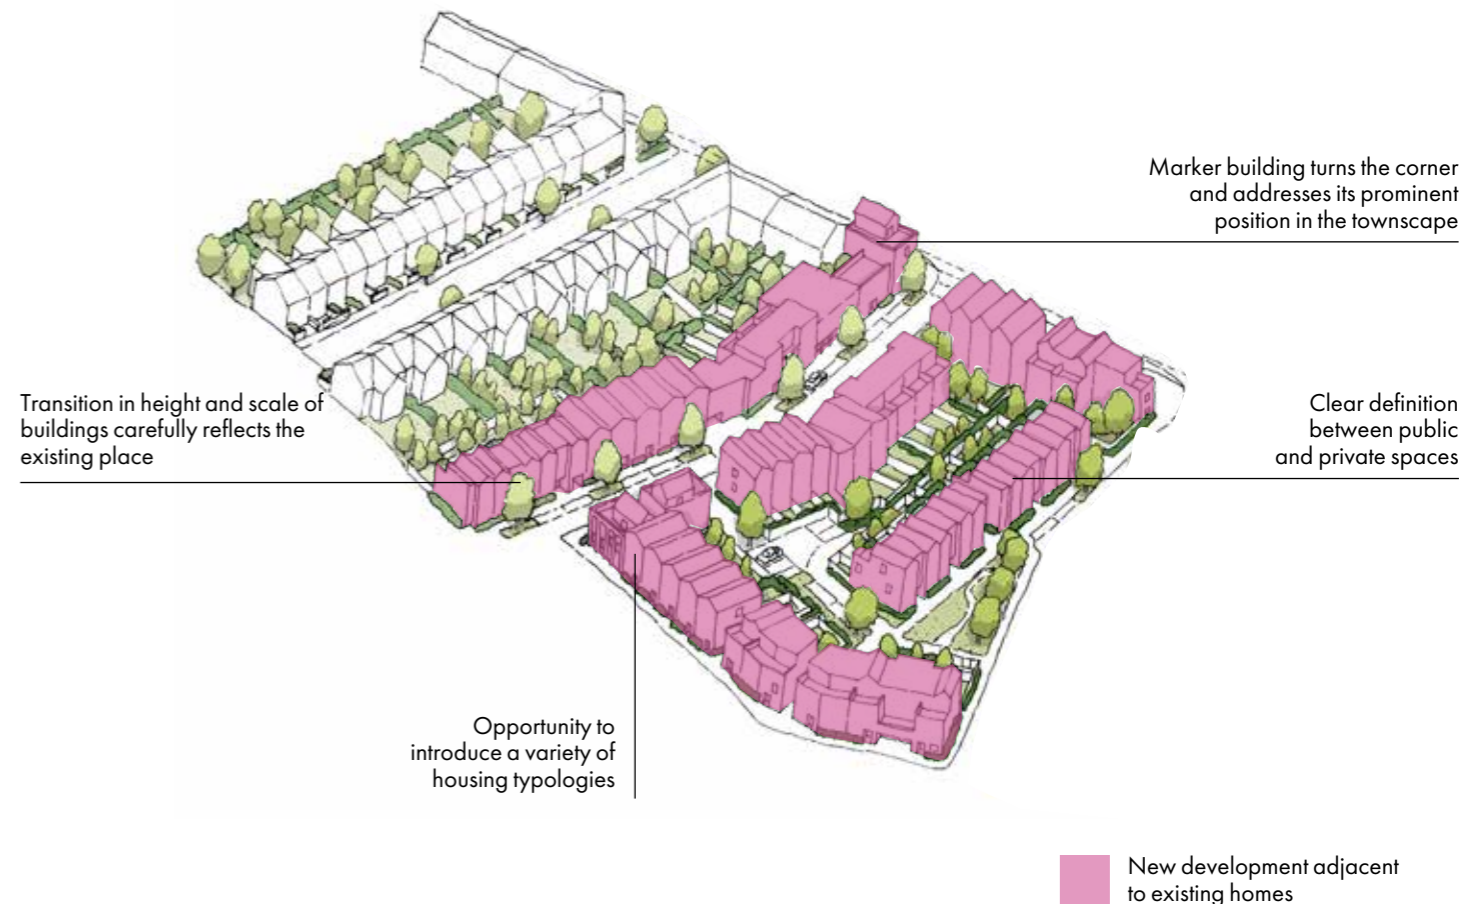 Marker building turns the corner
and addresses its prominent
position in the townscape
Transition in height and scale of
buildings carefully reflects the
existing place
Clear definition
between public
and private spaces
Opportunity to
introduce a variety of
housing typologies
New development adjacent
to existing homes